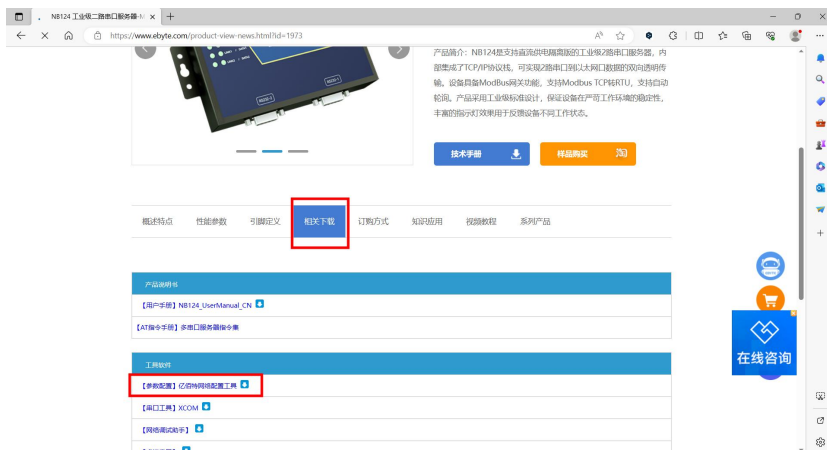 NB124 工业级二路串口服务器-N
https://www.ebyte.com/product-view-news.html?id=1973
产品简介：NB124是支持直流供电隔离版的工业级2路串口服务器，内
部集成了TCP/IP协议栈，可实现2路串口到以太网口数据的双向透明传
输。设备具备ModBus网关功能，支持Modbus TCP转RTU，支持自动
轮询。产品采用工业级标准设计，保证设备在严苛工作环境的稳定性，
丰富的指示灯效果用于反馈设备不同工作状态。
技术手册
样品购买
概述特点 性能参数 引脚定义 相关下载 订购方式 知识应用 视频教程 系列产品
产品说明书
【用户手册】NB124_UserManual_CN
【AT指令手册】多串口服务器指令集
工具软件
【参数配置】亿佰特网络配置工具
【串口工具】XCOM
【网络调试助手】
在线咨询